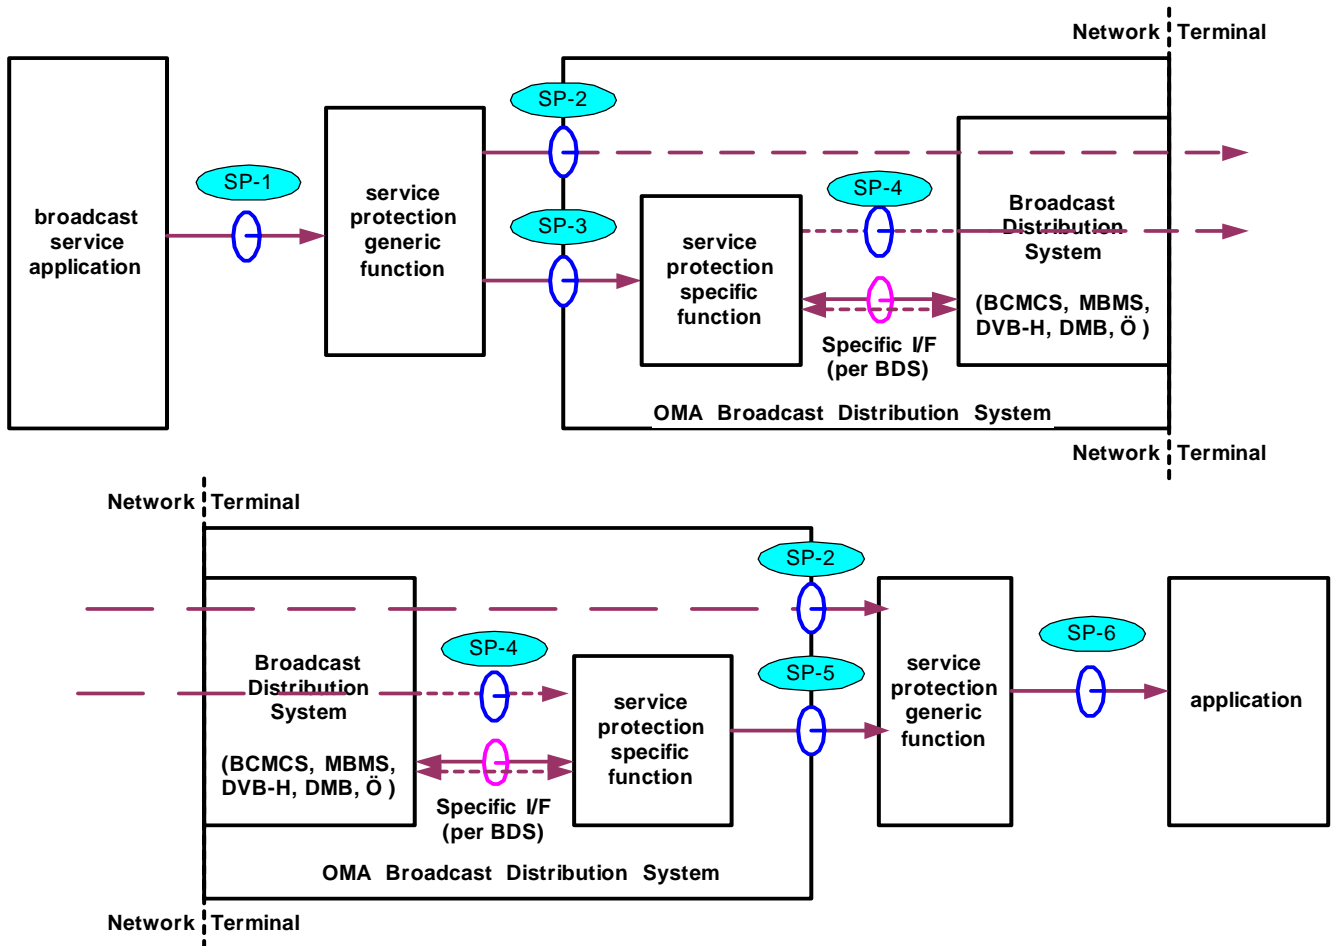 Network Terminal
SP-2
SP-1
SP-4
SP-3
broadcast
service
application
service
protection
generic
function
service
protection
specific
function
Broadcast
Distribution
System
(BCMCS, MBMS,
DVB-H, DMB, Ö )
Specific I/F
(per BDS)
OMA Broadcast Distribution System
Network Terminal
Network Terminal
SP-2
SP-4
SP-5
SP-6
Broadcast
Distribution
System
(BCMCS, MBMS,
DVB-H, DMB, Ö )
service
protection
specific
function
service
protection
generic
function
application
Specific I/F
(per BDS)
OMA Broadcast Distribution System
Network Terminal